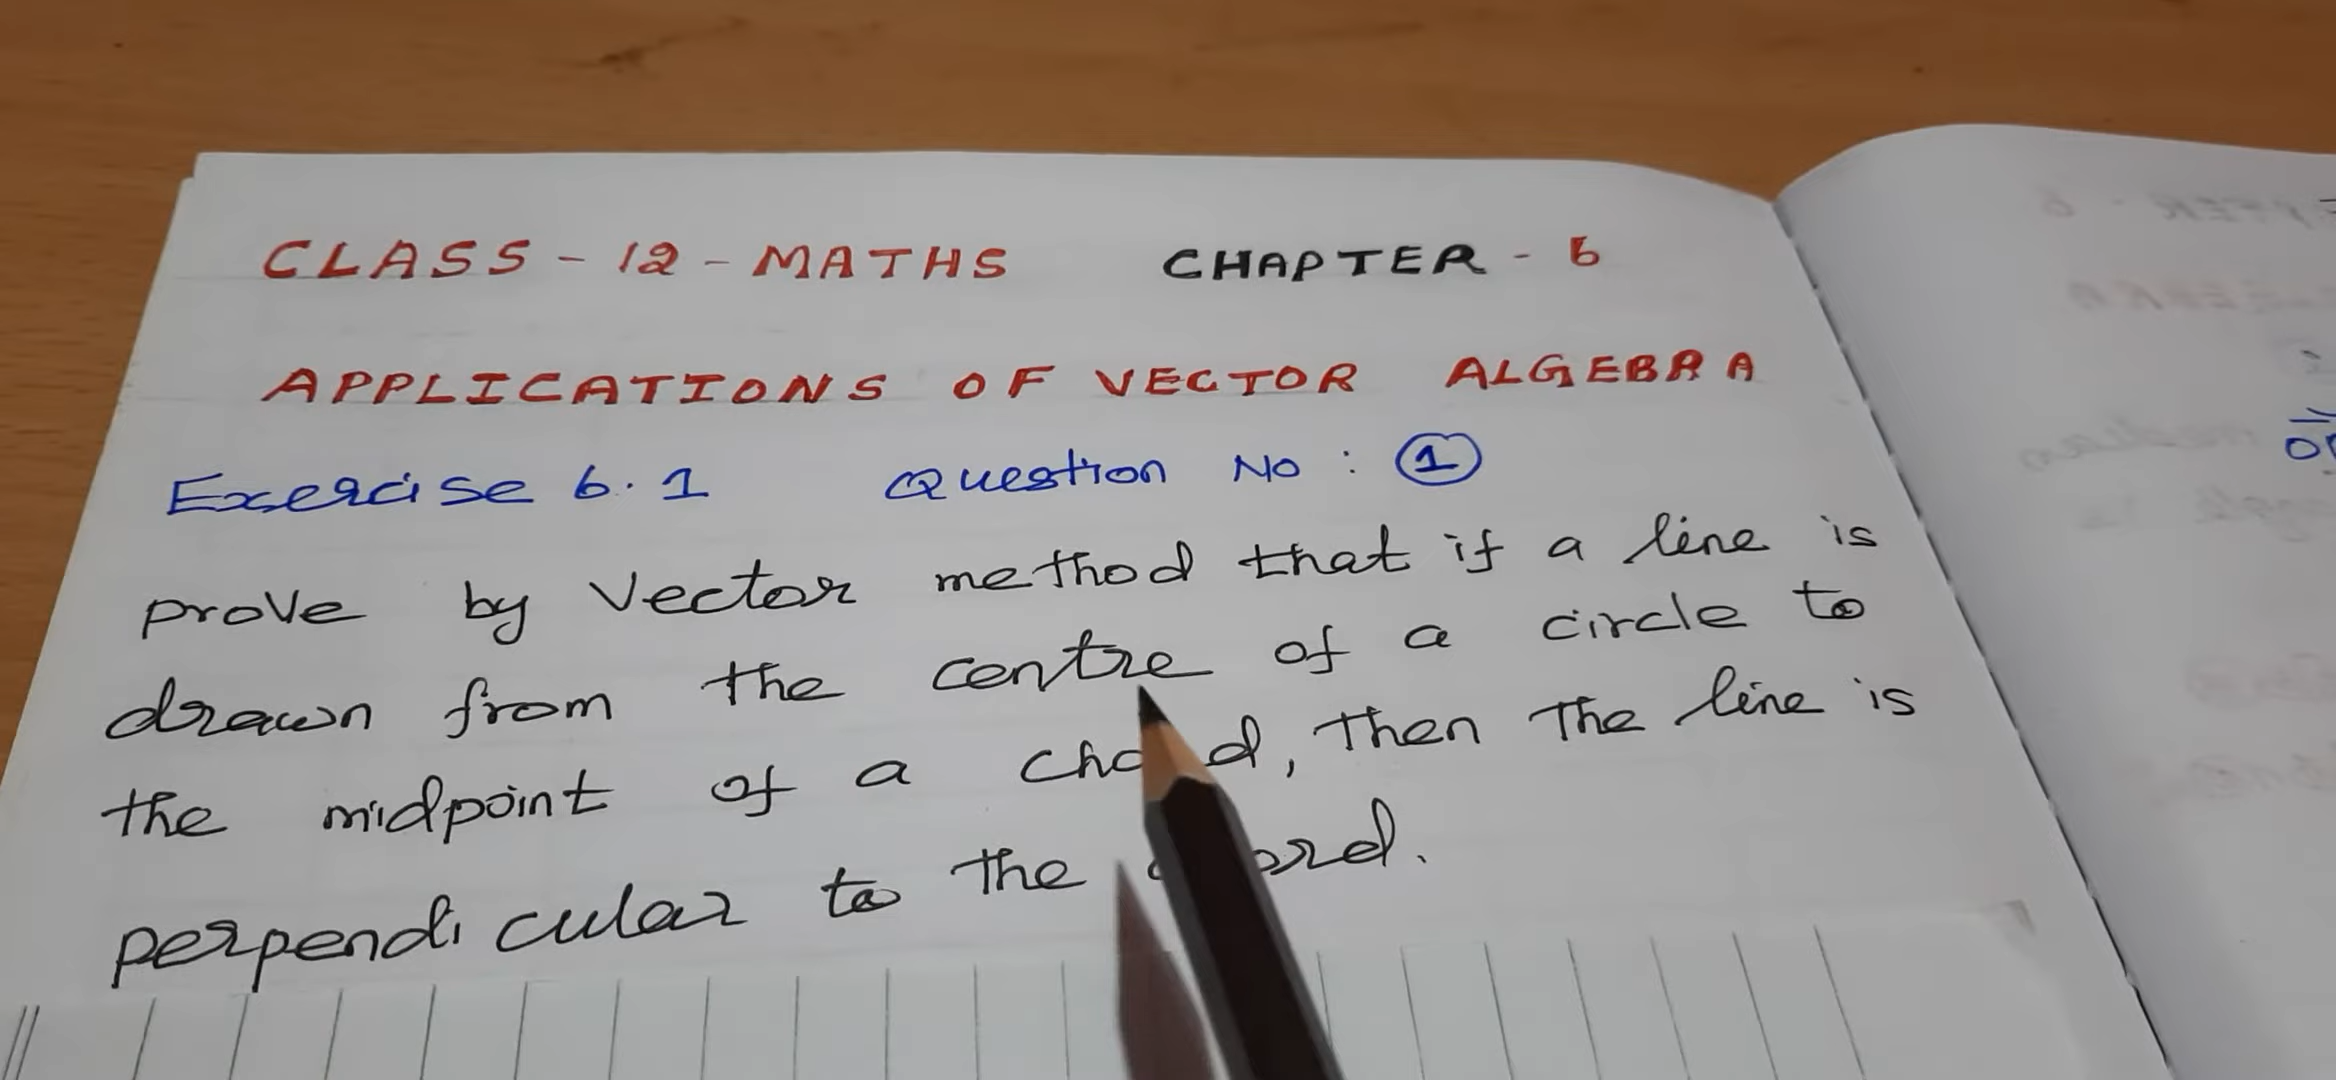 CLASS - 12 - MATHS CHAPTER - 6
APPLICATIONS OF VECTOR ALGEBRA
Exercise 6.1 Question No : 1
prove by Vector method that if a line is
drawn from the centre of a circle to
the midpoint of a chord, then the line is
perpendicular to the chord.